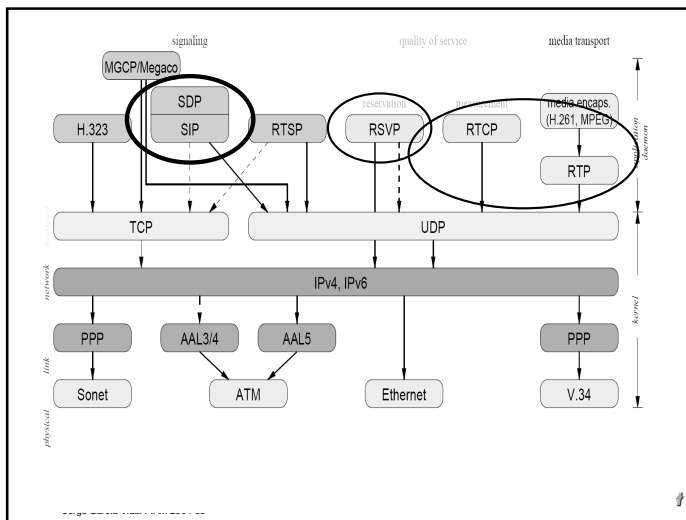 signaling quality of service media transport
MGCP/Megaco
SDP reservation measurement media encaps.
H.323 SIP RTSP RSVP RTCP (H.261, MPEG)
application
daemon
RTP
TCP UDP
network
IPv4, IPv6
kernel
PPP AAL3/4 AAL5 PPP
link
Sonet ATM Ethernet V.34
physical